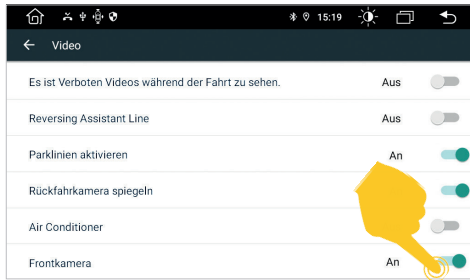 15:19
Video
Es ist Verboten Videos während der Fahrt zu sehen. Aus
Reversing Assistant Line Aus
Parklinien aktivieren An
Rückfahrkamera spiegeln
Air Conditioner
Frontkamera An